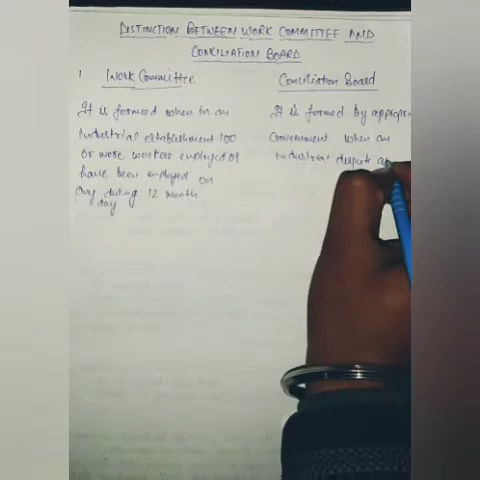 DISTINCTION BETWEEN WORK COMMITTEE AND
CONCILIATION BOARD
1 Work Committee
It is formed when in an
Industrial establishment 100
or more workers employed or
have been employed on
any day during 12 month
Conciliation Board
It is formed by appropr
Government when an
industrial dispute a